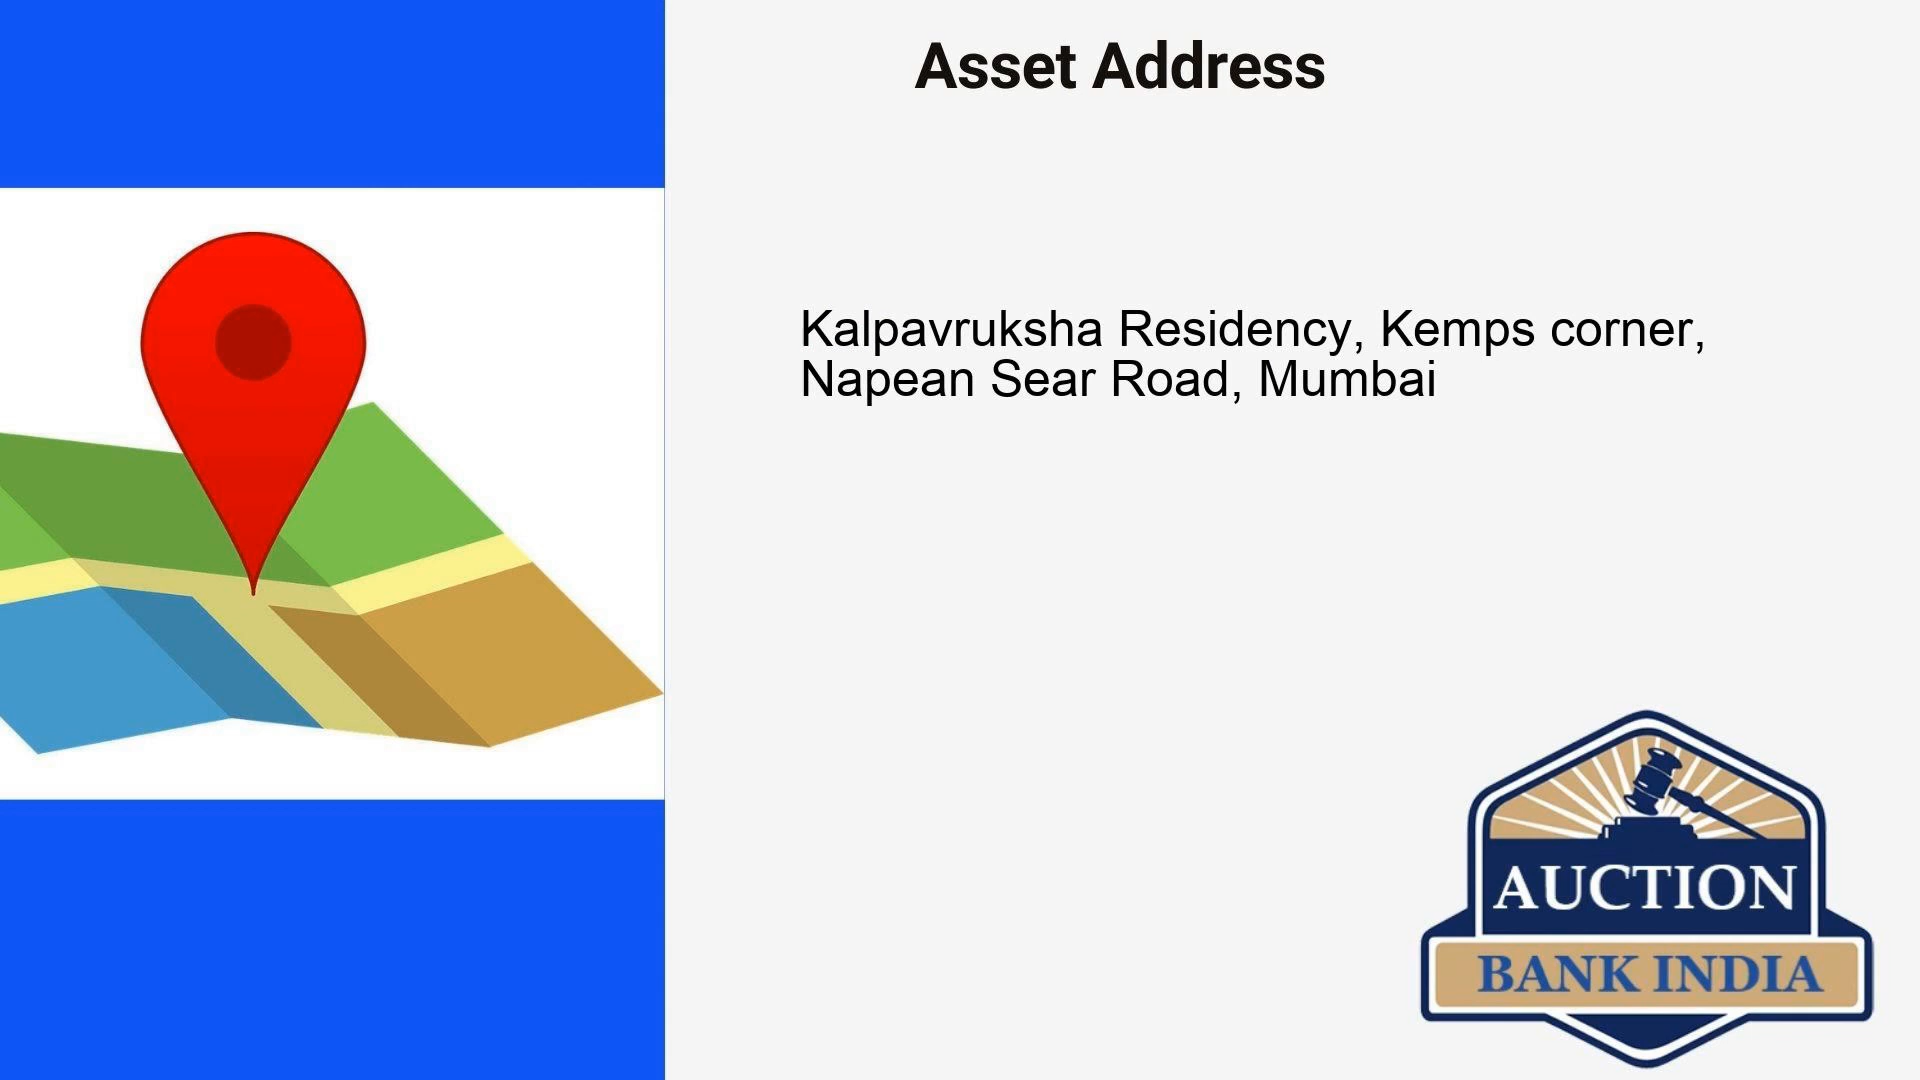 Asset Address
Kalpavruksha Residency, Kemps corner,
Napean Sear Road, Mumbai
AUCTION
BANK INDIA